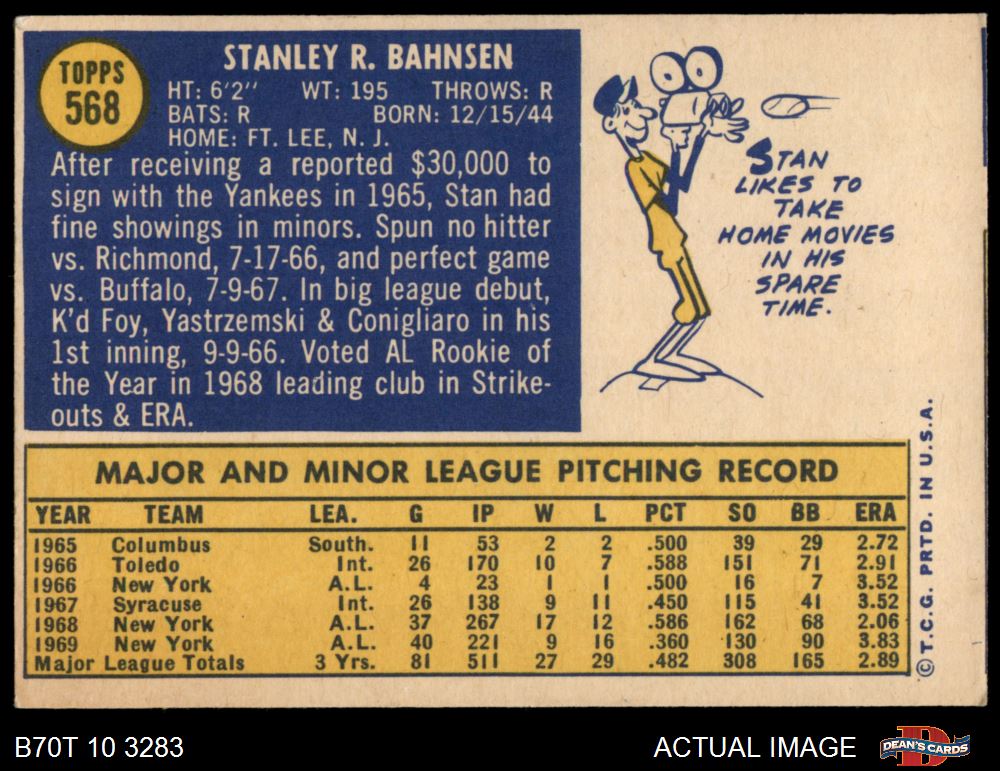 TOPPS
568
STANLEY R. BAHNSEN
HT: 6'2" WT: 195 THROWS: R
BATS: R BORN: 12/15/44
HOME: FT. LEE, N. J.
After receiving a reported $30,000 to
sign with the Yankees in 1965, Stan had
fine showings in minors. Spun no hitter
vs. Richmond, 7-17-66, and perfect game
vs. Buffalo, 7-9-67. In big league debut,
K'd Foy, Yastrzemski & Conigliaro in his
1st inning, 9-9-66. Voted AL Rookie of
the Year in 1968 leading club in Strike-
outs & ERA.
STAN
LIKES TO
TAKE
HOME MOVIES
IN HIS
SPARE
TIME.
MAJOR AND MINOR LEAGUE PITCHING RECORD
YEAR TEAM LEA. G IP W L PCT SO BB ERA
1965 Columbus South. 11 53 2 2 .500 39 29 2.72
1966 Toledo Int. 26 170 10 7 .588 151 71 2.91
1966 New York A.L. 4 23 1 1 .500 16 7 3.52
1967 Syracuse Int. 26 138 9 11 .450 115 41 3.52
1968 New York A.L. 37 267 17 12 .586 162 68 2.06
1969 New York A.L. 40 221 9 16 .360 130 90 3.83
Major League Totals 3 Yrs. 81 511 27 29 .482 308 165 2.89
© T.C.G. PRTD. IN U.S.A.
B70T 10 3283
ACTUAL IMAGE
DEAN'S CARDS